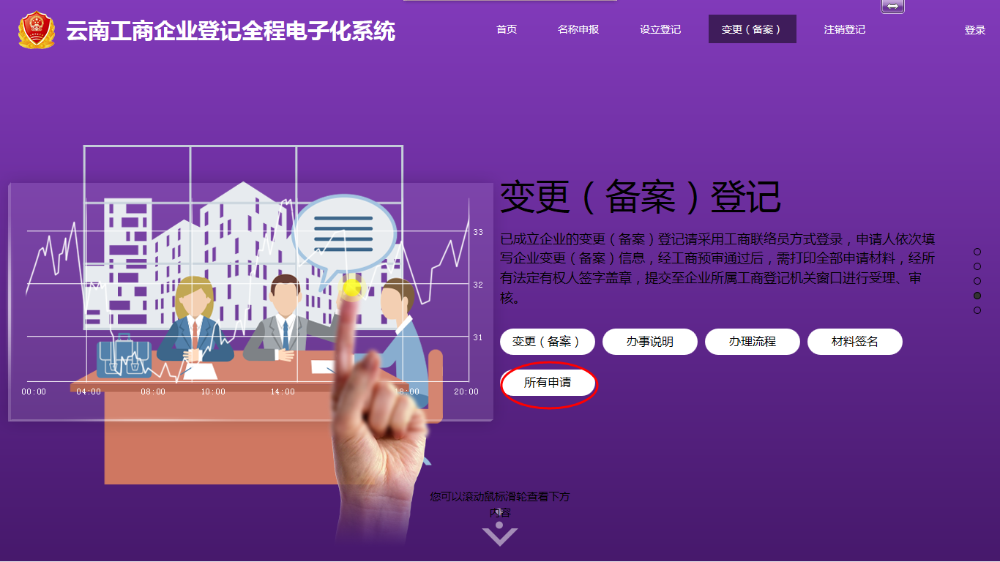 云南工商企业登记全程电子化系统
首页 名称申报 设立登记 变更（备案） 注销登记 登录
变更（备案）登记
已成立企业的变更（备案）登记请采用工商联络员方式登录，申请人依次填
写企业变更（备案）信息，经工商预审通过后，需打印全部申请材料，经所
有法定有权人签字盖章，提交至企业所属工商登记机关窗口进行受理、审
核。
变更（备案） 办事说明 办理流程 材料签名
所有申请
33
32
31
00:00 04:00 08:00 10:00 14:00 18:00 20:00
您可以滚动鼠标滑轮查看下方
内容